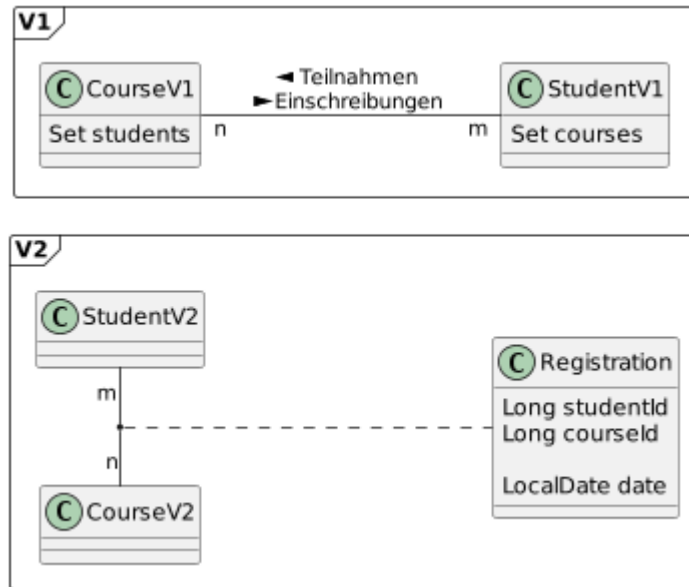 V1
◄ Teilnahmen
►Einschreibungen
C CourseV1
Set students
n
m
C StudentV1
Set courses
V2
C StudentV2
m
n
C CourseV2
C Registration
Long studentId
Long courseId
LocalDate date